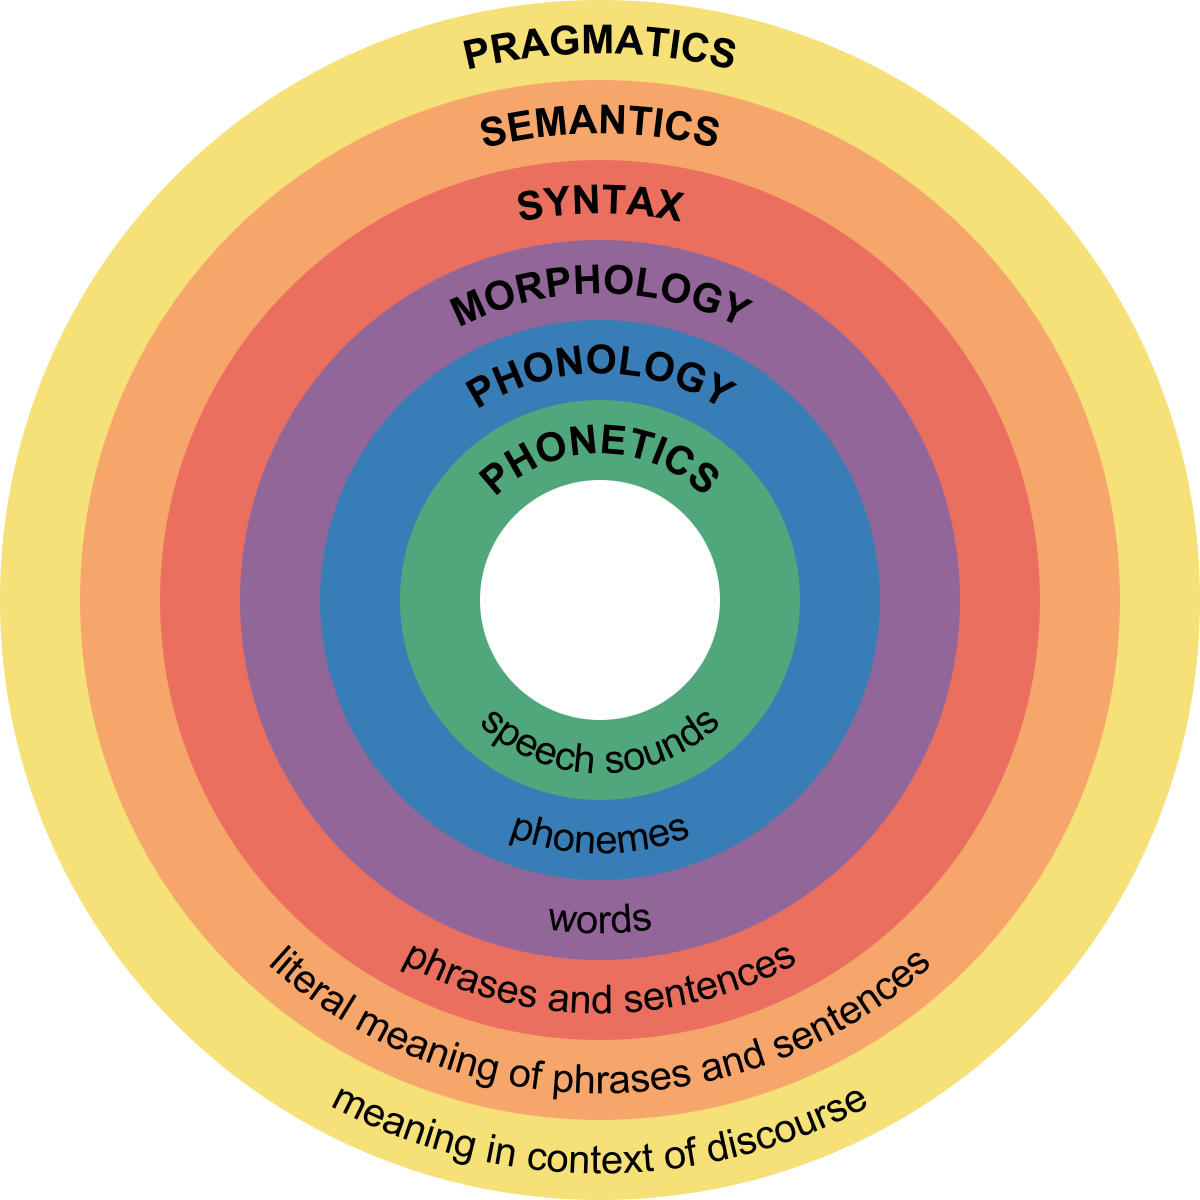 PRAGMATICS
SEMANTICS
SYNTAX
MORPHOLOGY
PHONOLOGY
PHONETICS
speech sounds
phonemes
words
phrases and sentences
literal meaning of phrases and sentences
meaning in context of discourse